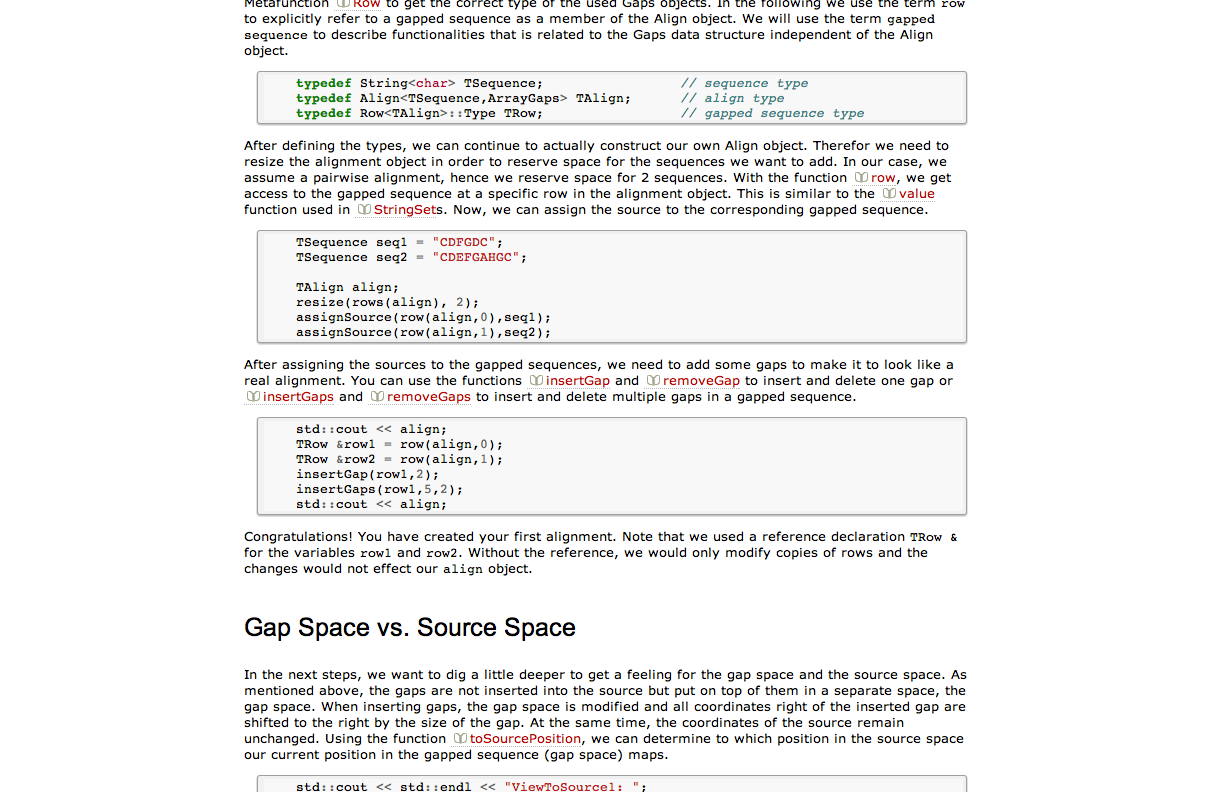 Metafunction Row to get the correct type of the used Gaps objects. In the following we use the term row
to explicitly refer to a gapped sequence as a member of the Align object. We will use the term gapped
sequence to describe functionalities that is related to the Gaps data structure independent of the Align
object.
typedef String<char> TSequence; // sequence type
typedef Align<TSequence,ArrayGaps> TAlign; // align type
typedef Row<TAlign>::Type TRow; // gapped sequence type
After defining the types, we can continue to actually construct our own Align object. Therefor we need to
resize the alignment object in order to reserve space for the sequences we want to add. In our case, we
assume a pairwise alignment, hence we reserve space for 2 sequences. With the function row, we get
access to the gapped sequence at a specific row in the alignment object. This is similar to the value
function used in StringSets. Now, we can assign the source to the corresponding gapped sequence.
TSequence seq1 = "CDFGDC";
TSequence seq2 = "CDEFGAHGC";
TAlign align;
resize(rows(align), 2);
assignSource(row(align,0),seq1);
assignSource(row(align,1),seq2);
After assigning the sources to the gapped sequences, we need to add some gaps to make it to look like a
real alignment. You can use the functions insertGap and removeGap to insert and delete one gap or
insertGaps and removeGaps to insert and delete multiple gaps in a gapped sequence.
std::cout << align;
TRow &row1 = row(align,0);
TRow &row2 = row(align,1);
insertGap(row1,2);
insertGaps(row1,5,2);
std::cout << align;
Congratulations! You have created your first alignment. Note that we used a reference declaration TRow &
for the variables row1 and row2. Without the reference, we would only modify copies of rows and the
changes would not effect our align object.
Gap Space vs. Source Space
In the next steps, we want to dig a little deeper to get a feeling for the gap space and the source space. As
mentioned above, the gaps are not inserted into the source but put on top of them in a separate space, the
gap space. When inserting gaps, the gap space is modified and all coordinates right of the inserted gap are
shifted to the right by the size of the gap. At the same time, the coordinates of the source remain
unchanged. Using the function toSourcePosition, we can determine to which position in the source space
our current position in the gapped sequence (gap space) maps.
std::cout << std::endl << "ViewToSource1: ";